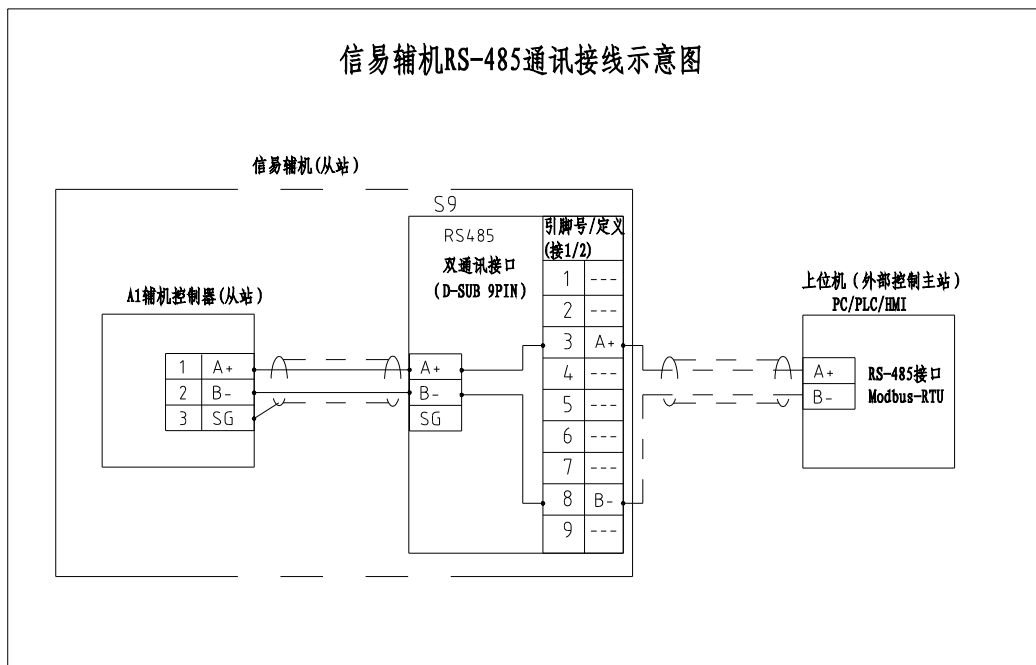 信易辅机RS-485通讯接线示意图
信易辅机(从站)
S9
RS485
双通讯接口
(D-SUB 9PIN)
引脚号/定义
(接1/2)
1 ---
2 ---
3 A+
4 ---
5 ---
6 ---
7 ---
8 B-
9 ---
A1辅机控制器(从站)
1 A+
2 B-
3 SG
A+
B-
SG
上位机(外部控制主站)
PC/PLC/HMI
A+
B-
RS-485接口
Modbus-RTU